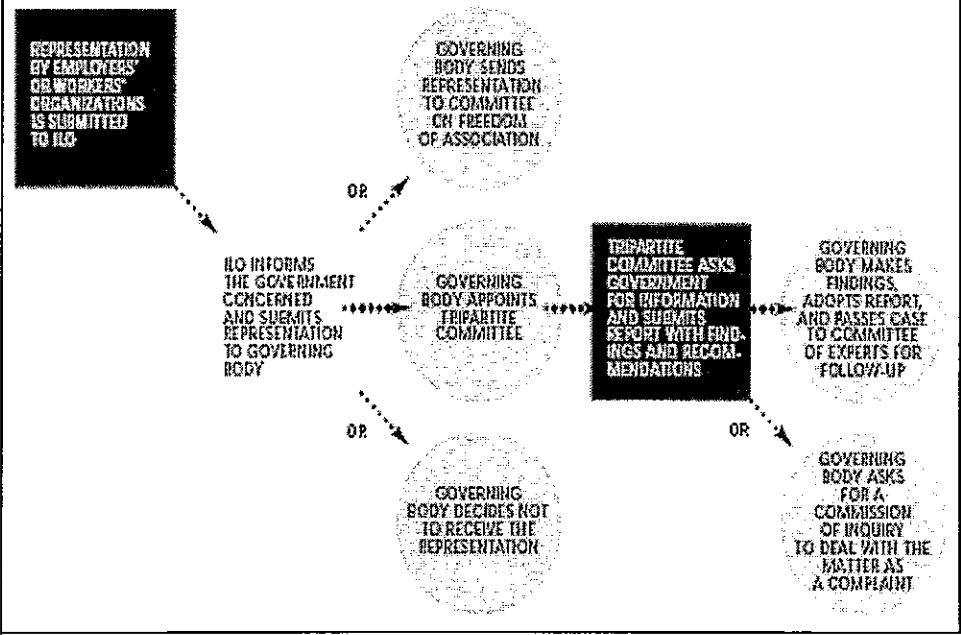 REPRESENTATION
BY EMPLOYERS'
OR WORKERS'
ORGANIZATIONS
IS SUBMITTED
TO ILO
GOVERNING
BODY SENDS
REPRESENTATION
TO COMMITTEE
ON FREEDOM
OF ASSOCIATION
OR
ILO INFORMS
THE GOVERNMENT
CONCERNED
AND SUBMITS
REPRESENTATION
TO GOVERNING
BODY
GOVERNING
BODY APPOINTS
TRIPARTITE
COMMITTEE
TRIPARTITE
COMMITTEE ASKS
GOVERNMENT
FOR INFORMATION
AND SUBMITS
REPORT WITH FIND-
INGS AND RECOM-
MENDATIONS
GOVERNING
BODY MAKES
FINDINGS,
ADOPTS REPORT,
AND PASSES CASE
TO COMMITTEE
OF EXPERTS FOR
FOLLOW-UP
OR
OR
GOVERNING
BODY DECIDES NOT
TO RECEIVE THE
REPRESENTATION
GOVERNING
BODY ASKS
FOR A
COMMISSION
OF INQUIRY
TO DEAL WITH THE
MATTER AS
A COMPLAINT